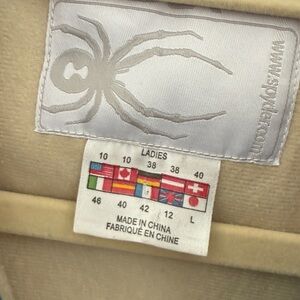 www.spyder.com
LADIES
10 10 38 38 40
46 40 42 12 L
MADE IN CHINA
FABRIQUÉ EN CHINE